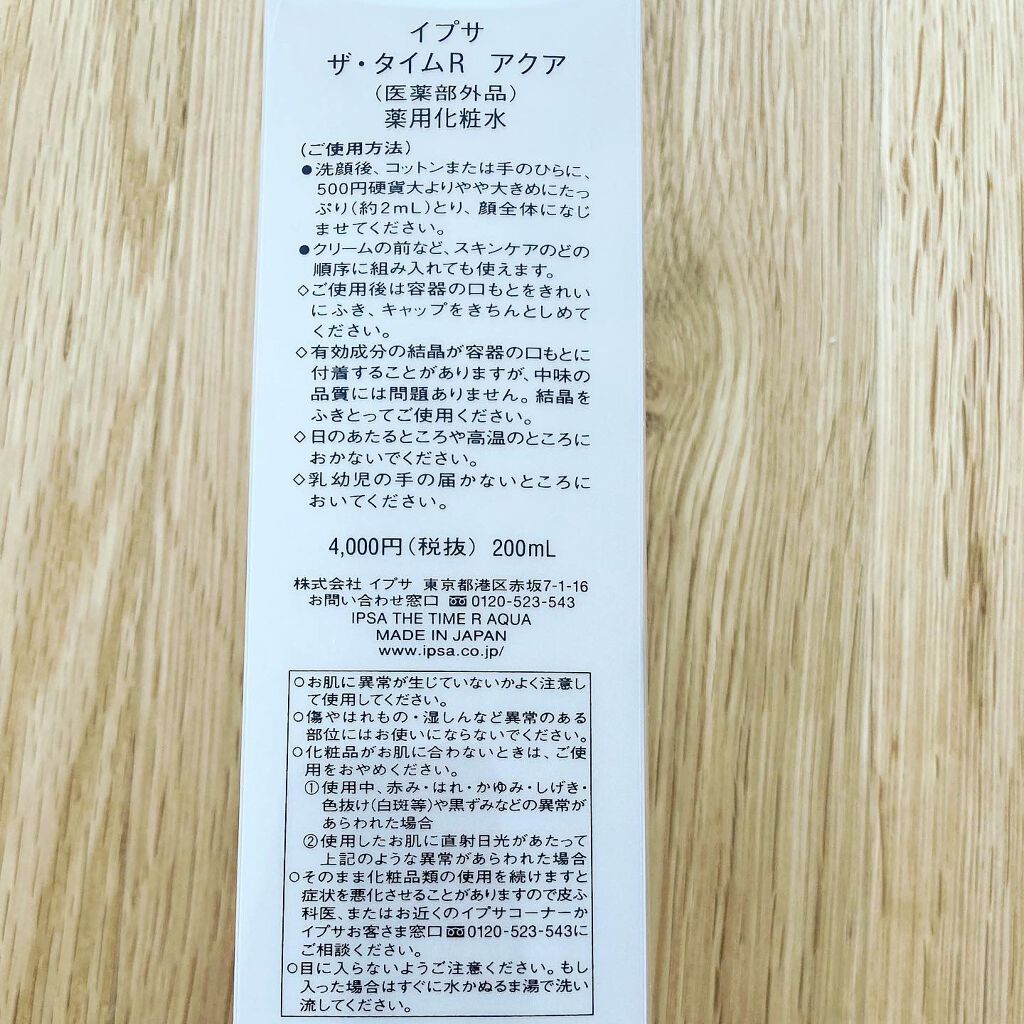 イプサ
ザ・タイムR アクア
(医薬部外品)
薬用化粧水
(ご使用方法)
●洗顔後、コットンまたは手のひらに、
500円硬貨大よりやや大きめにたっ
ぷり(約2mL)とり、顔全体になじ
ませてください。
●クリームの前など、スキンケアのどの
順序に組み入れても使えます。
◇ご使用後は容器の口もとをきれい
にふき、キャップをきちんとしめて
ください。
◇有効成分の結晶が容器の口もとに
付着することがありますが、中味の
品質には問題ありません。結晶を
ふきとってご使用ください。
◇日のあたるところや高温のところに
おかないでください。
◇乳幼児の手の届かないところに
おいてください。
4,000円(税抜) 200mL
株式会社 イプサ 東京都港区赤坂7-1-16
お問い合わせ窓口 0120-523-543
IPSA THE TIME R AQUA
MADE IN JAPAN
www.ipsa.co.jp/
○お肌に異常が生じていないかよく注意し
て使用してください。
○傷やはれもの・湿しんなど異常のある
部位にはお使いにならないでください。
○化粧品がお肌に合わないときは、ご使
用をおやめください。
①使用中、赤み・はれ・かゆみ・しげき・
色抜け(白斑等)や黒ずみなどの異常が
あらわれた場合
②使用したお肌に直射日光があたって
上記のような異常があらわれた場合
○そのまま化粧品類の使用を続けますと
症状を悪化させることがありますので皮ふ
科医、またはお近くのイプサコーナーか
イプサお客さま窓口0120-523-543に
ご相談ください。
○目に入らないようご注意ください。もし
入った場合はすぐに水かぬるま湯で洗い
流してください。